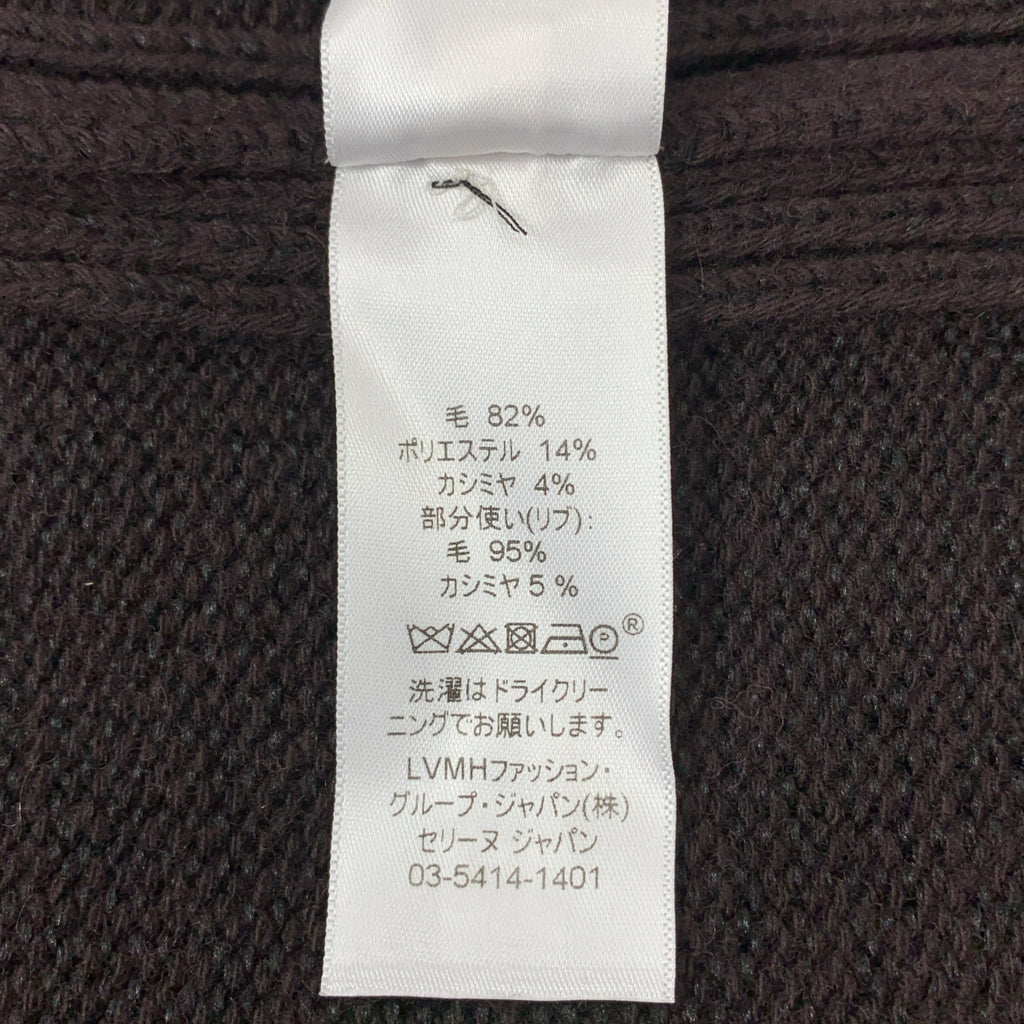 毛 82%
ポリエステル 14%
カシミヤ 4%
部分使い(リブ):
毛 95%
カシミヤ 5 %
P ®
洗濯はドライクリー
ニングでお願いします。
LVMHファッション・
グループ・ジャパン(株)
セリーヌ ジャパン
03-5414-1401